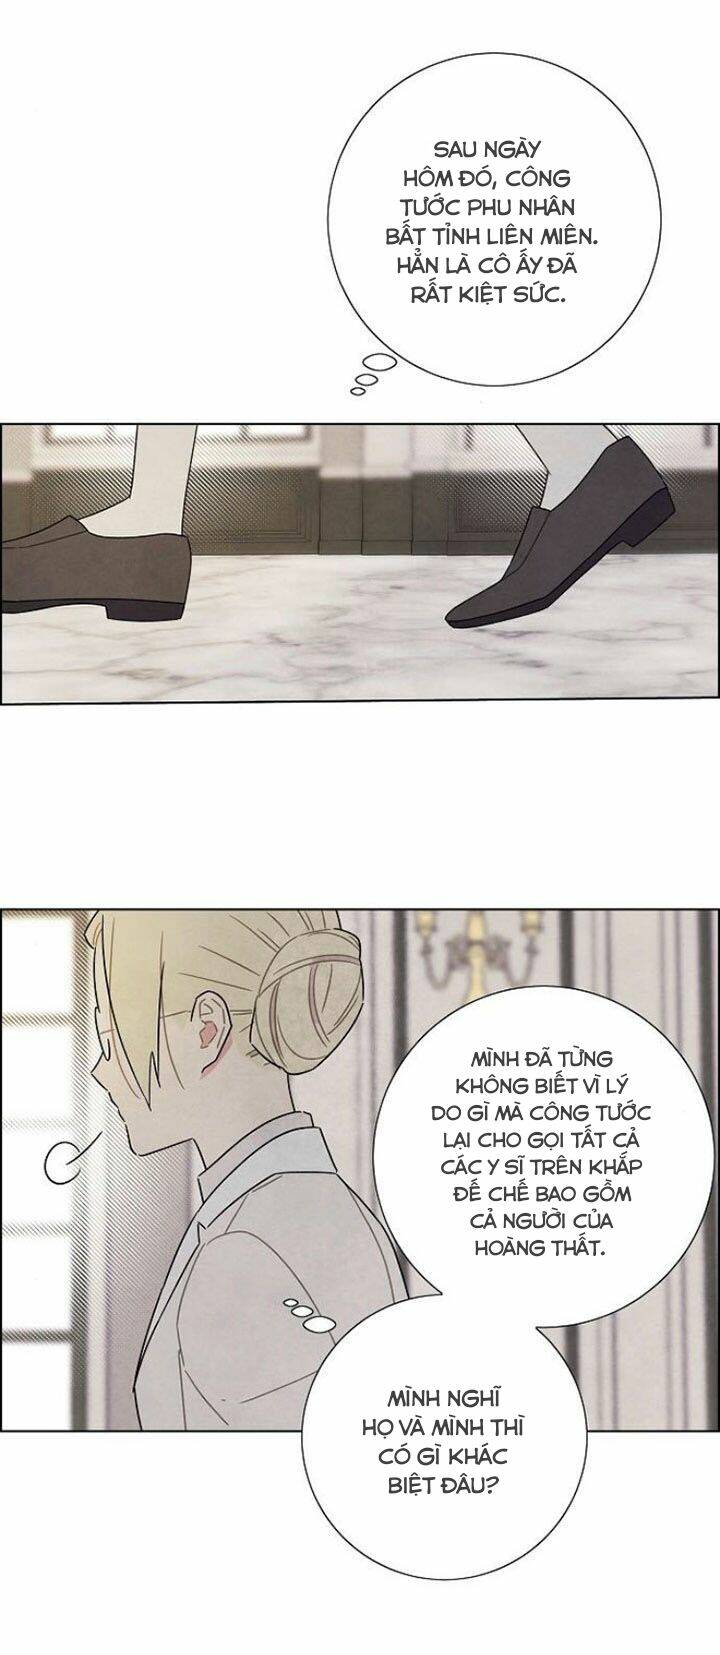 SAU NGÀY
HÔM ĐÓ, CÔNG
TƯỚC PHU NHÂN
BẤT TỈNH LIÊN MIÊN.
HẲN LÀ CÔ ẤY ĐÃ
RẤT KIỆT SỨC.
MÌNH ĐÃ TỪNG
KHÔNG BIẾT VÌ LÝ
DO GÌ MÀ CÔNG TƯỚC
LẠI CHO GỌI TẤT CẢ
CÁC Y SĨ TRÊN KHẮP
ĐẾ CHẾ BAO GỒM
CẢ NGƯỜI CỦA
HOÀNG THẤT.
MÌNH NGHĨ
HỌ VÀ MÌNH THÌ
CÓ GÌ KHÁC
BIỆT ĐÂU?